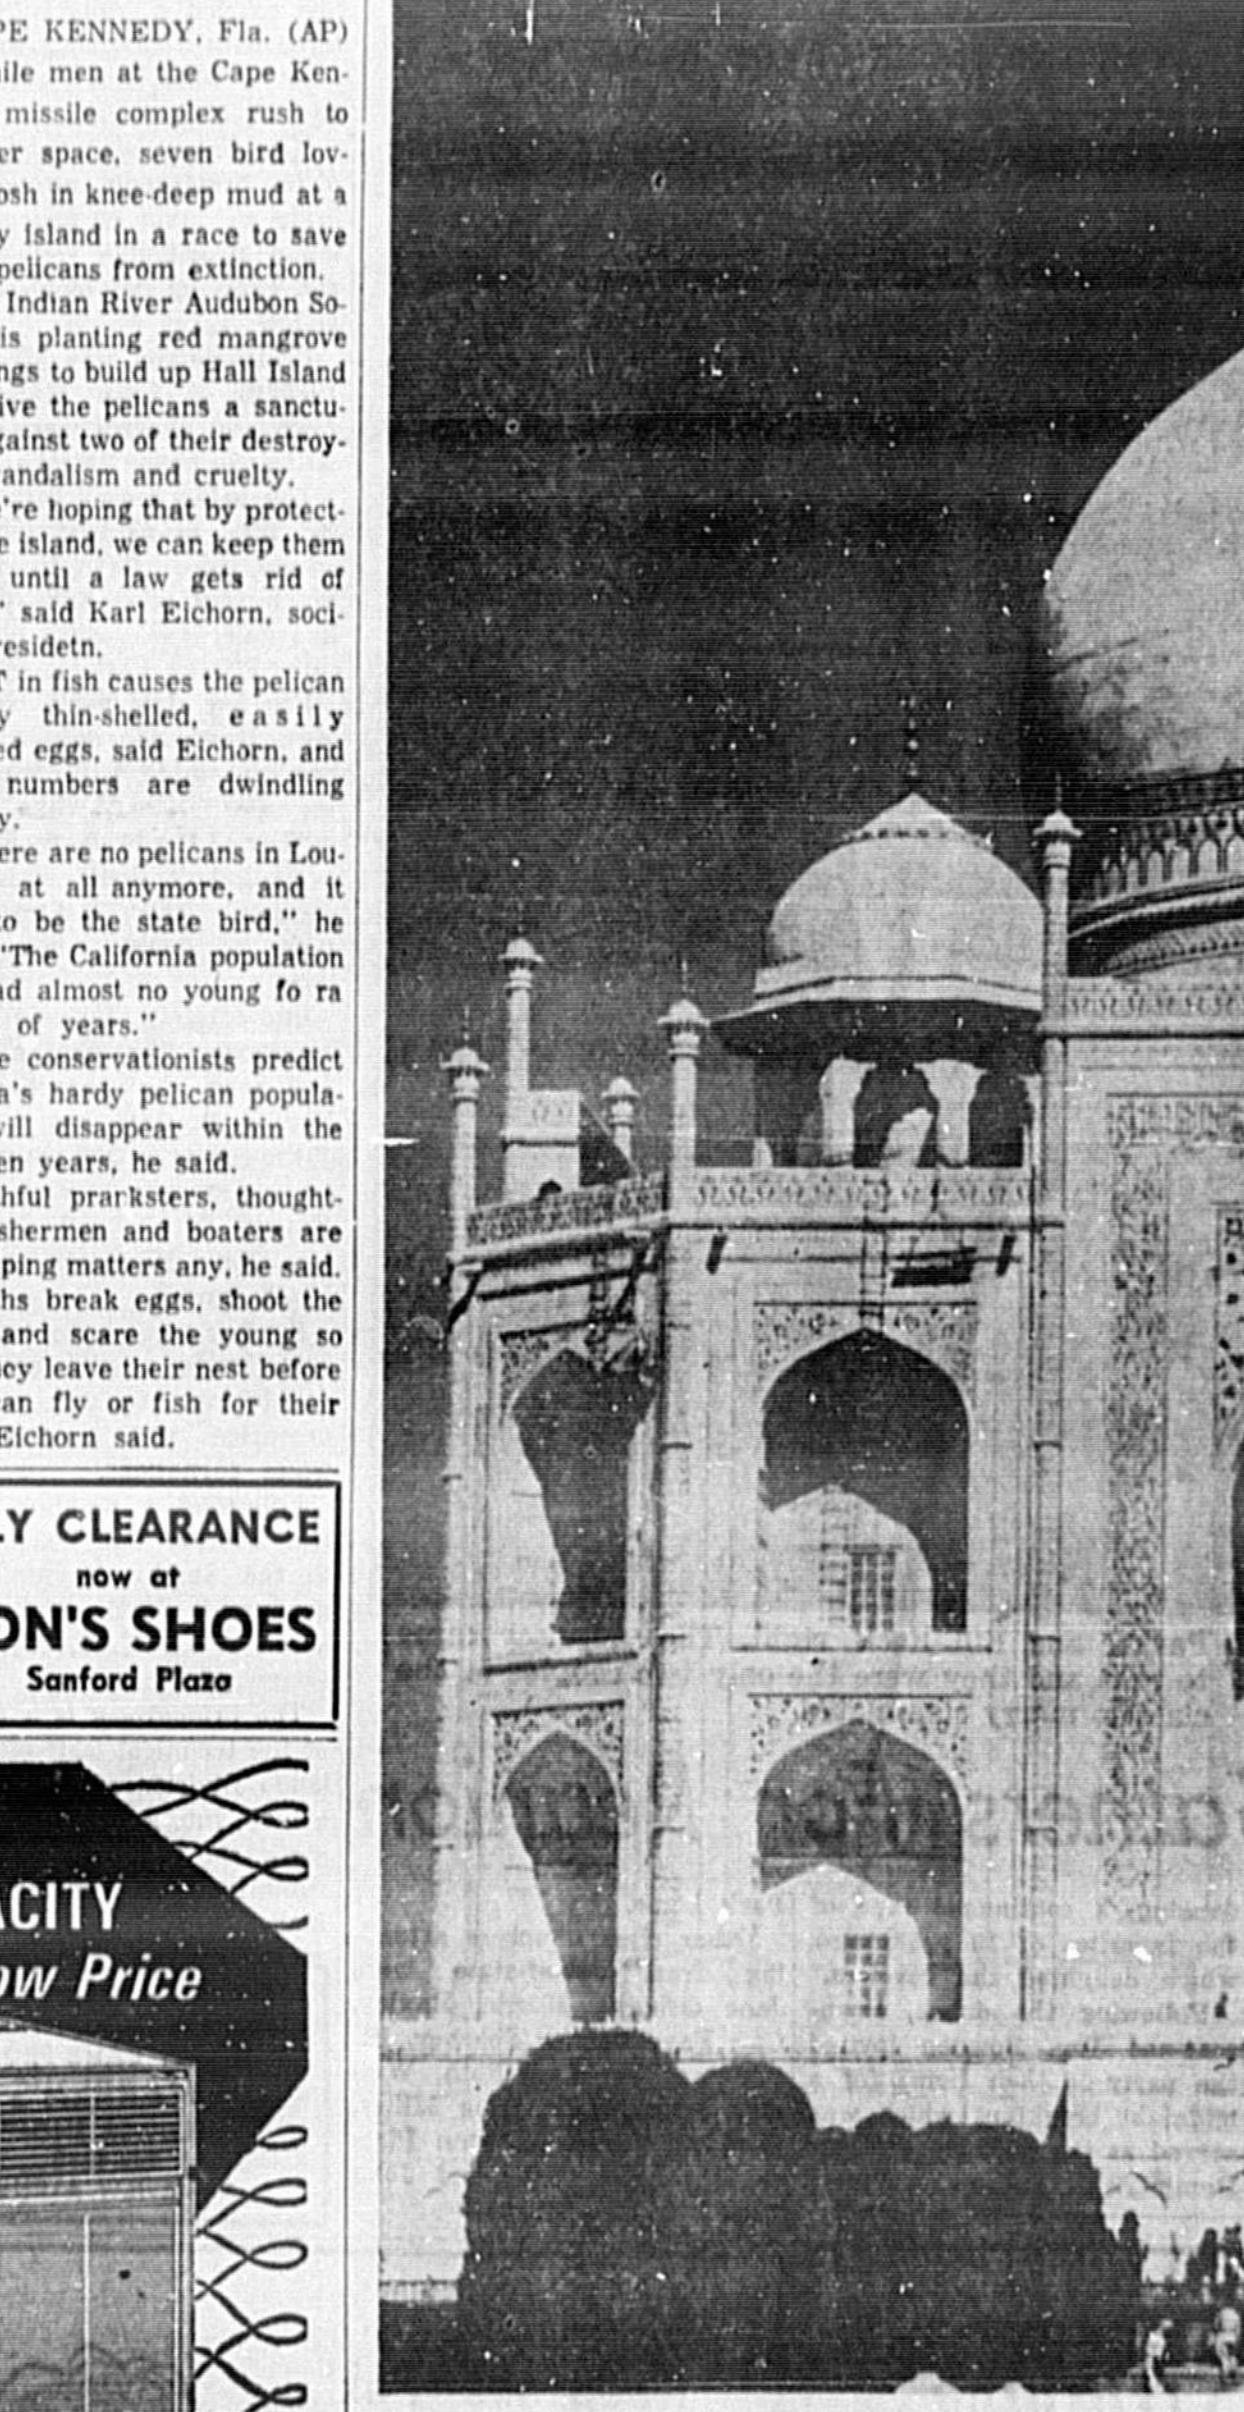 PE KENNEDY, Fla. (AP)
ile men at the Cape Ken-
missile complex rush to
er space, seven bird lov-
osh in knee-deep mud at a
y island in a race to save
pelicans from extinction.
Indian River Audubon So-
is planting red mangrove
ngs to build up Hall Island
ive the pelicans a sanctu-
gainst two of their destroy-
andalism and cruelty.
're hoping that by protect-
e island, we can keep them
until a law gets rid of
" said Karl Eichorn, soci-
residetn.
T in fish causes the pelican
y thin-shelled, easily
ed eggs, said Eichorn, and
numbers are dwindling
y.
ere are no pelicans in Lou-
at all anymore, and it
to be the state bird," he
"The California population
ad almost no young fo ra
of years."
e conservationists predict
a's hardy pelican popula-
will disappear within the
en years, he said.
thful prarksters, thought-
shermen and boaters are
ping matters any, he said.
hs break eggs, shoot the
and scare the young so
ey leave their nest before
an fly or fish for their
Eichorn said.
LY CLEARANCE
now at
ON'S SHOES
Sanford Plaza
ACITY
ow Price